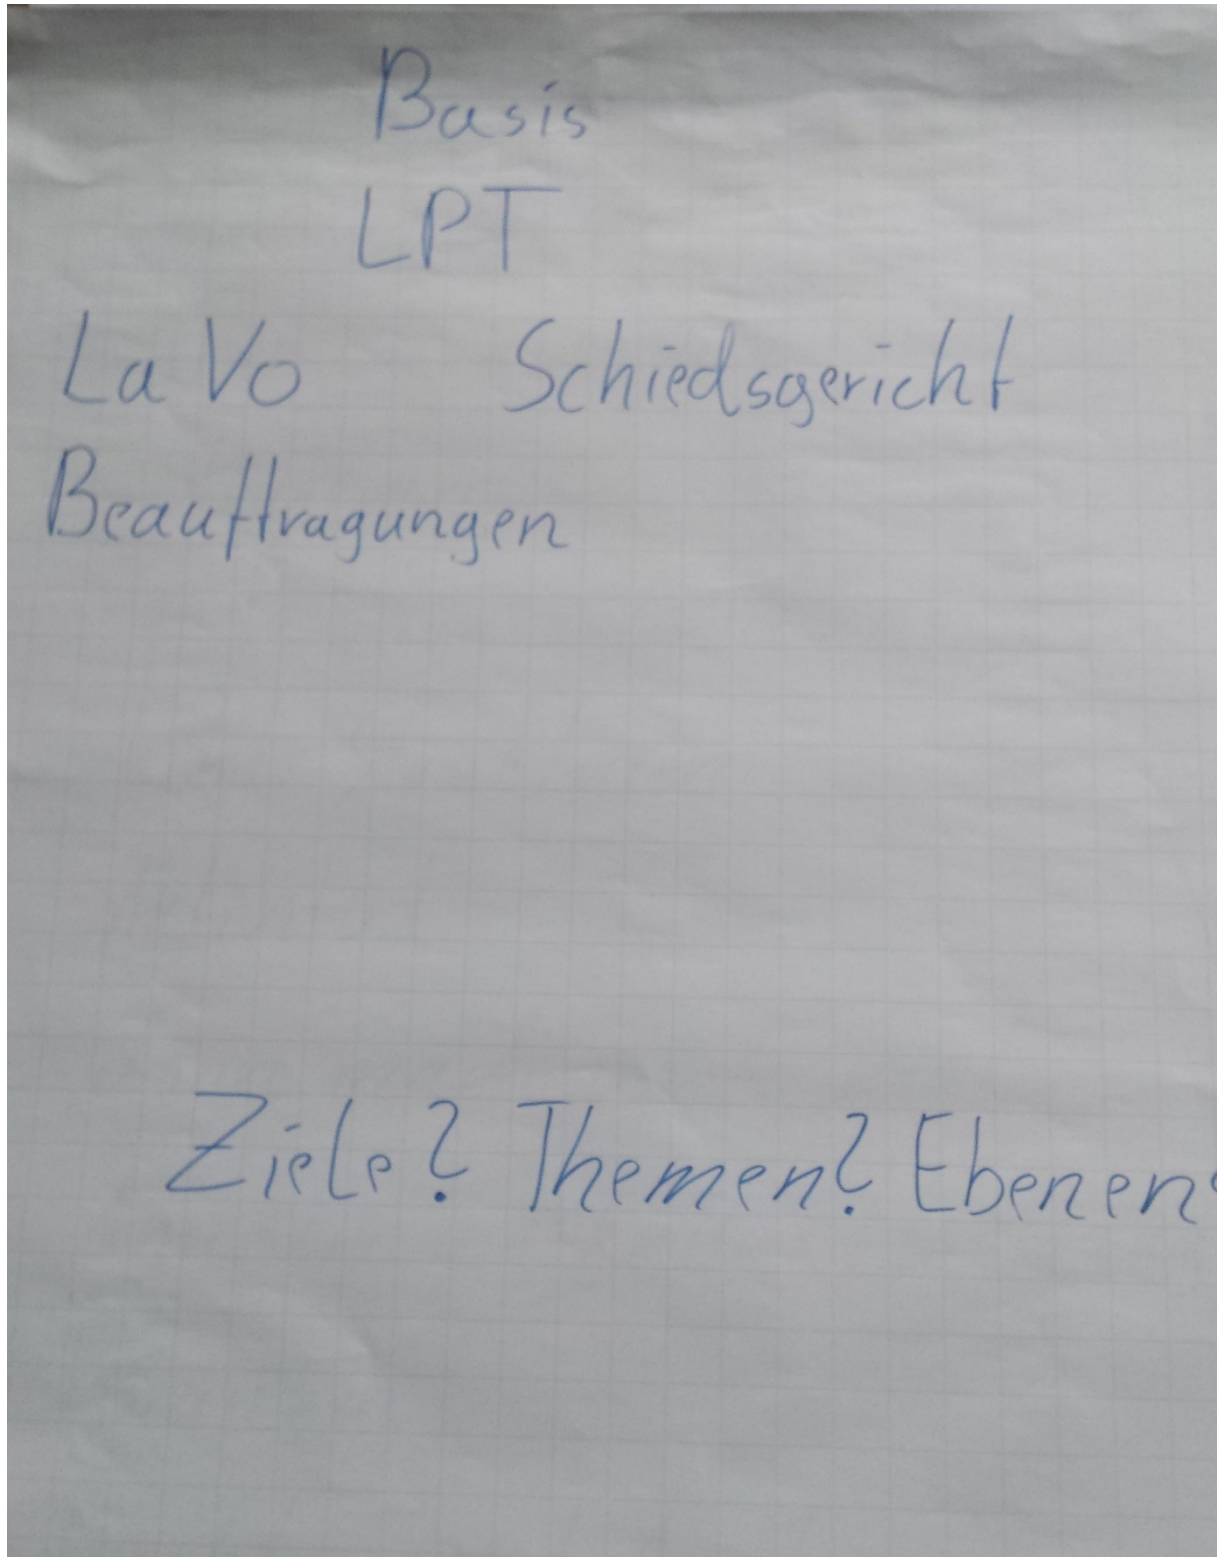 Basis
LPT
LaVo Schiedsgericht
Beauftragungen
Ziele? Themen? Ebenen